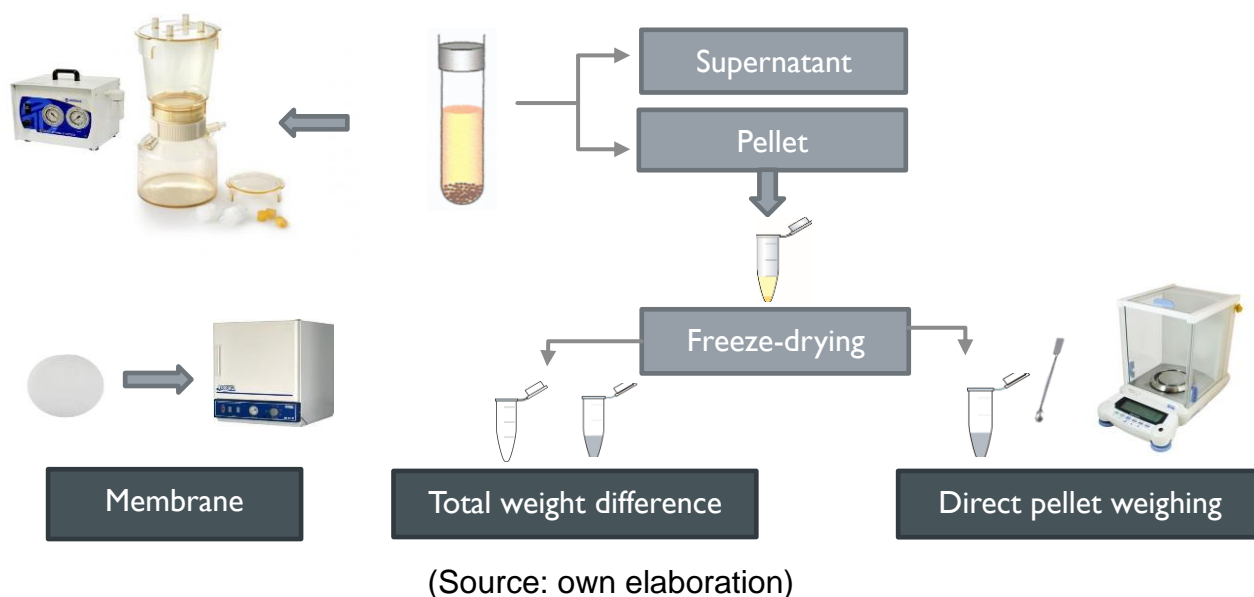 Supernatant
Pellet
Freeze-drying
Membrane
Total weight difference
Direct pellet weighing
(Source: own elaboration)